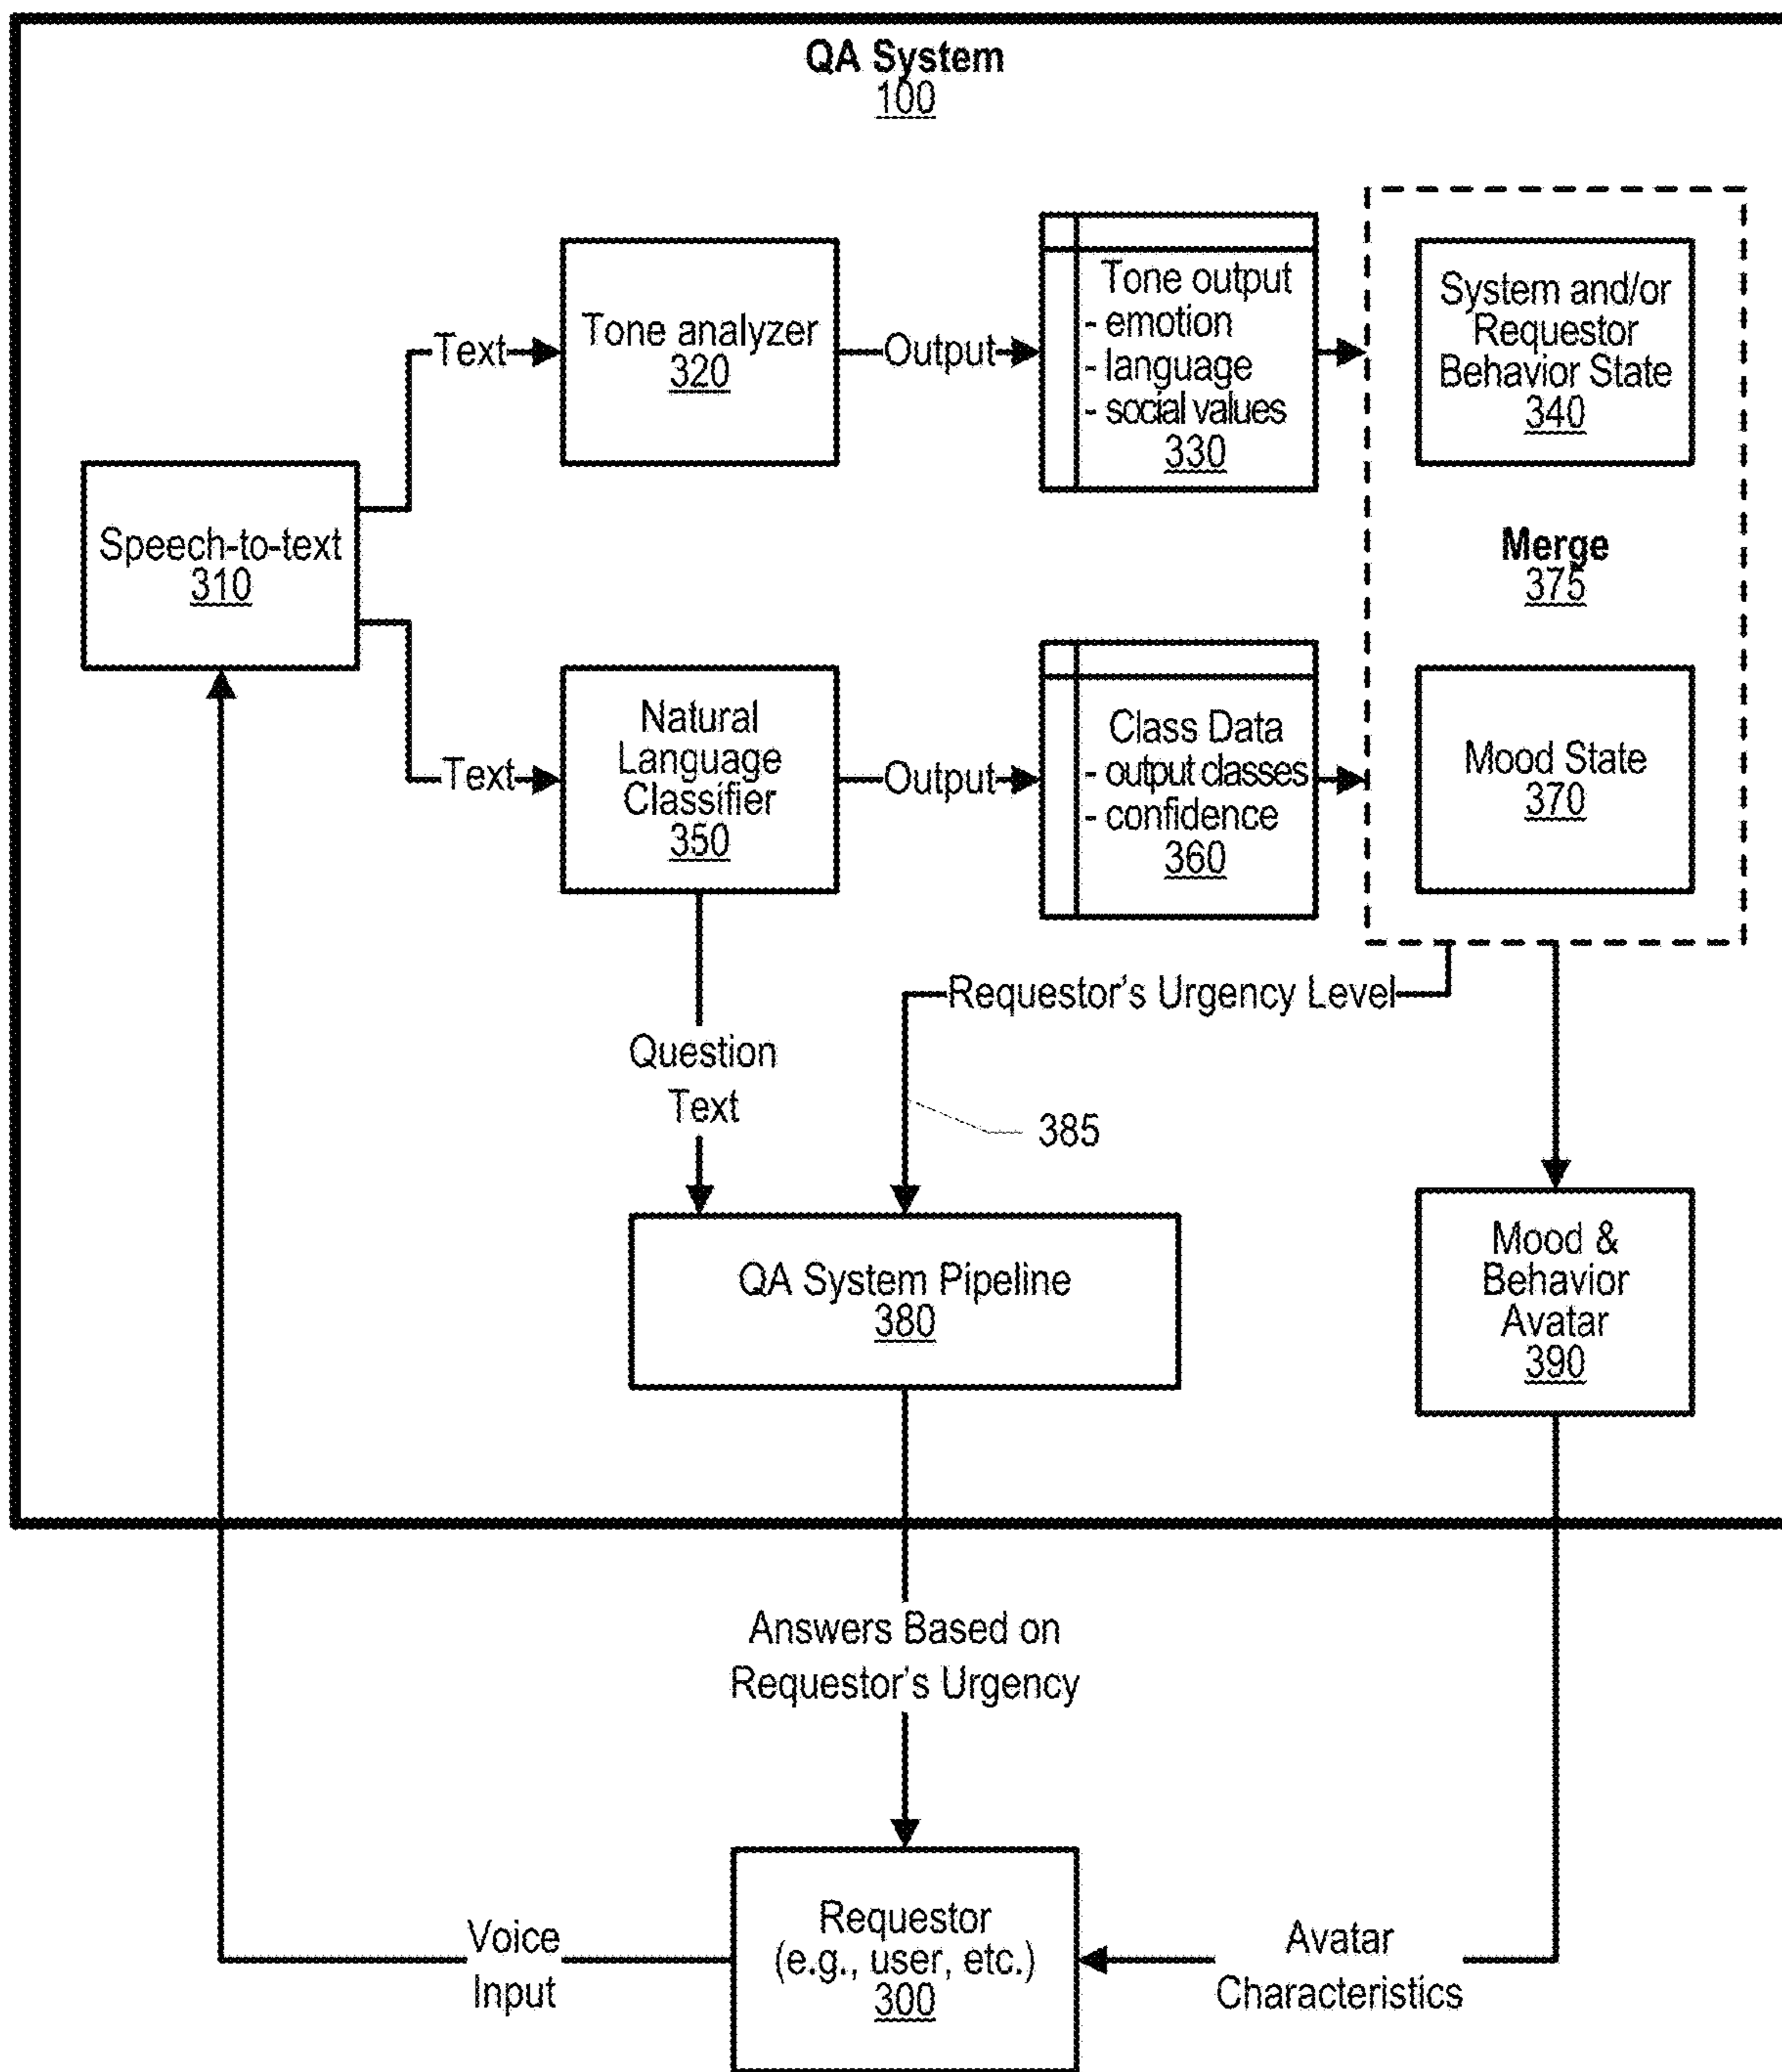 QA System
100
Text
Tone analyzer
320
Output
Tone output
- emotion
- language
- social values
330
System and/or
Requestor
Behavior State
340
Speech-to-text
310
Merge
375
Text
Natural
Language
Classifier
350
Output
Class Data
- output classes
- confidence
360
Mood State
370
Requestor's Urgency Level
Question
Text
385
QA System Pipeline
380
Mood &
Behavior
Avatar
390
Answers Based on
Requestor's Urgency
Voice
Input
Requestor
(e.g., user, etc.)
300
Avatar
Characteristics